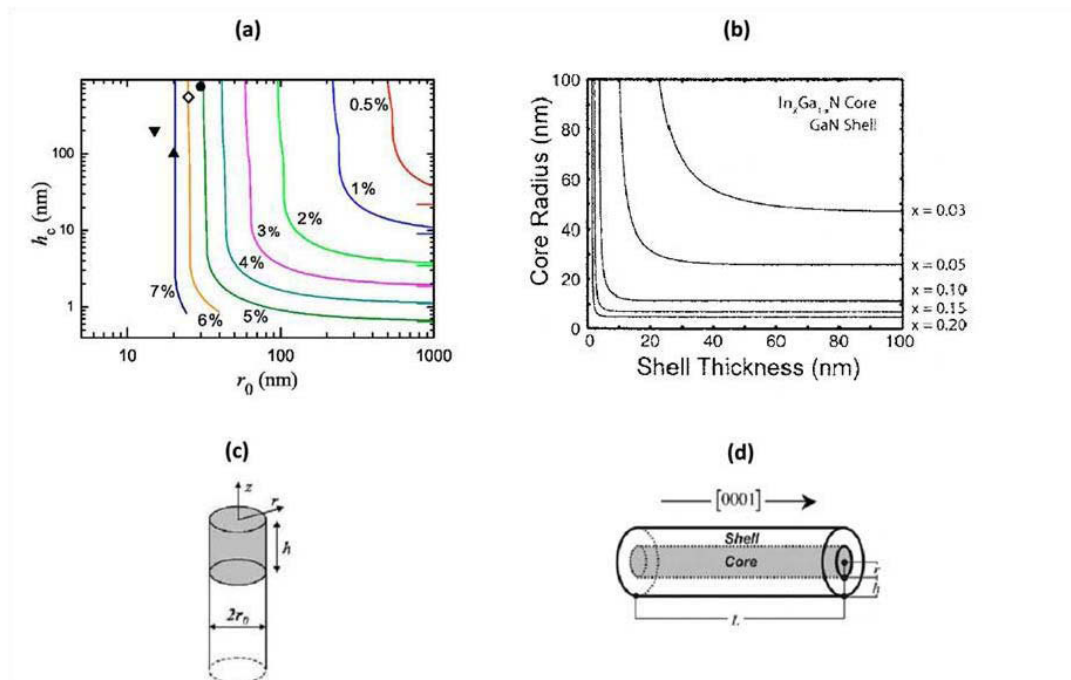 (a)
h_c (nm)
100
10
1
10
100
1000
r_0 (nm)
0.5%
1%
2%
3%
4%
5%
6%
7%
(b)
Core Radius (nm)
100
80
60
40
20
0
0 20 40 60 80 100
Shell Thickness (nm)
In_xGa_1-xN Core
GaN Shell
x = 0.03
x = 0.05
x = 0.10
x = 0.15
x = 0.20
(c)
z
r
h
2r_0
(d)
[0001]
Shell
Core
r
h
L